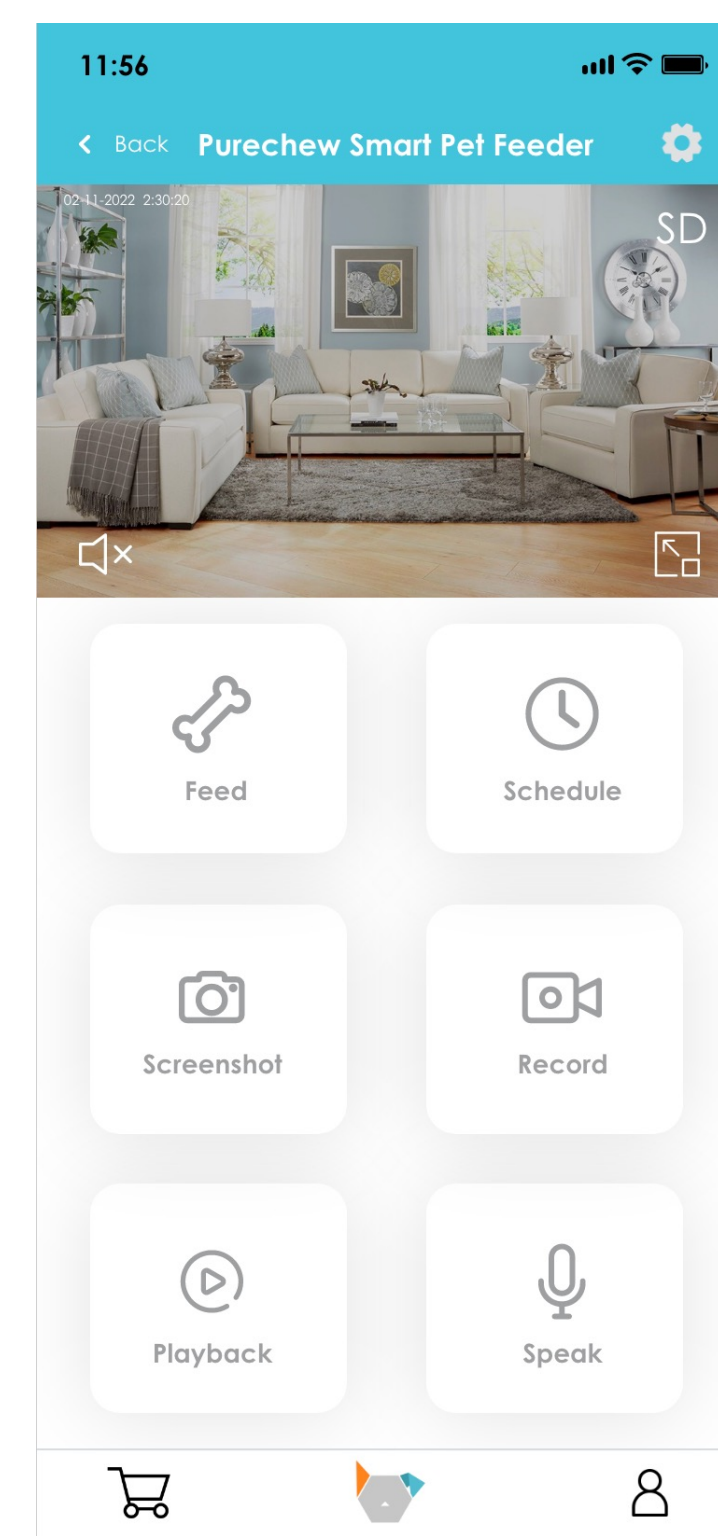 11:56
Back Purechew Smart Pet Feeder
02-11-2022 2:30:20
SD
Feed
Schedule
Screenshot
Record
Playback
Speak